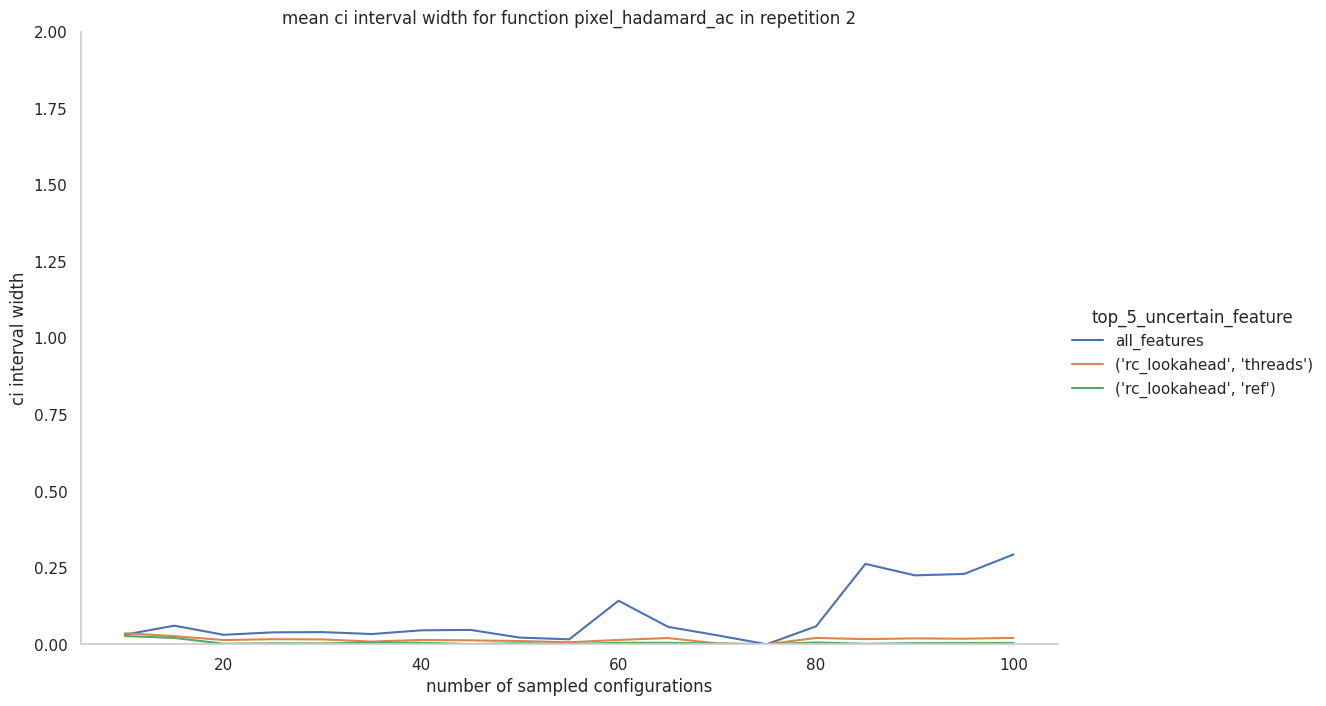 mean ci interval width for function pixel_hadamard_ac in repetition 2
2.00
1.75
1.50
1.25
1.00
0.75
0.50
0.25
0.00
ci interval width
20
40
60
80
100
number of sampled configurations
top_5_uncertain_feature
all_features
('rc_lookahead', 'threads')
('rc_lookahead', 'ref')